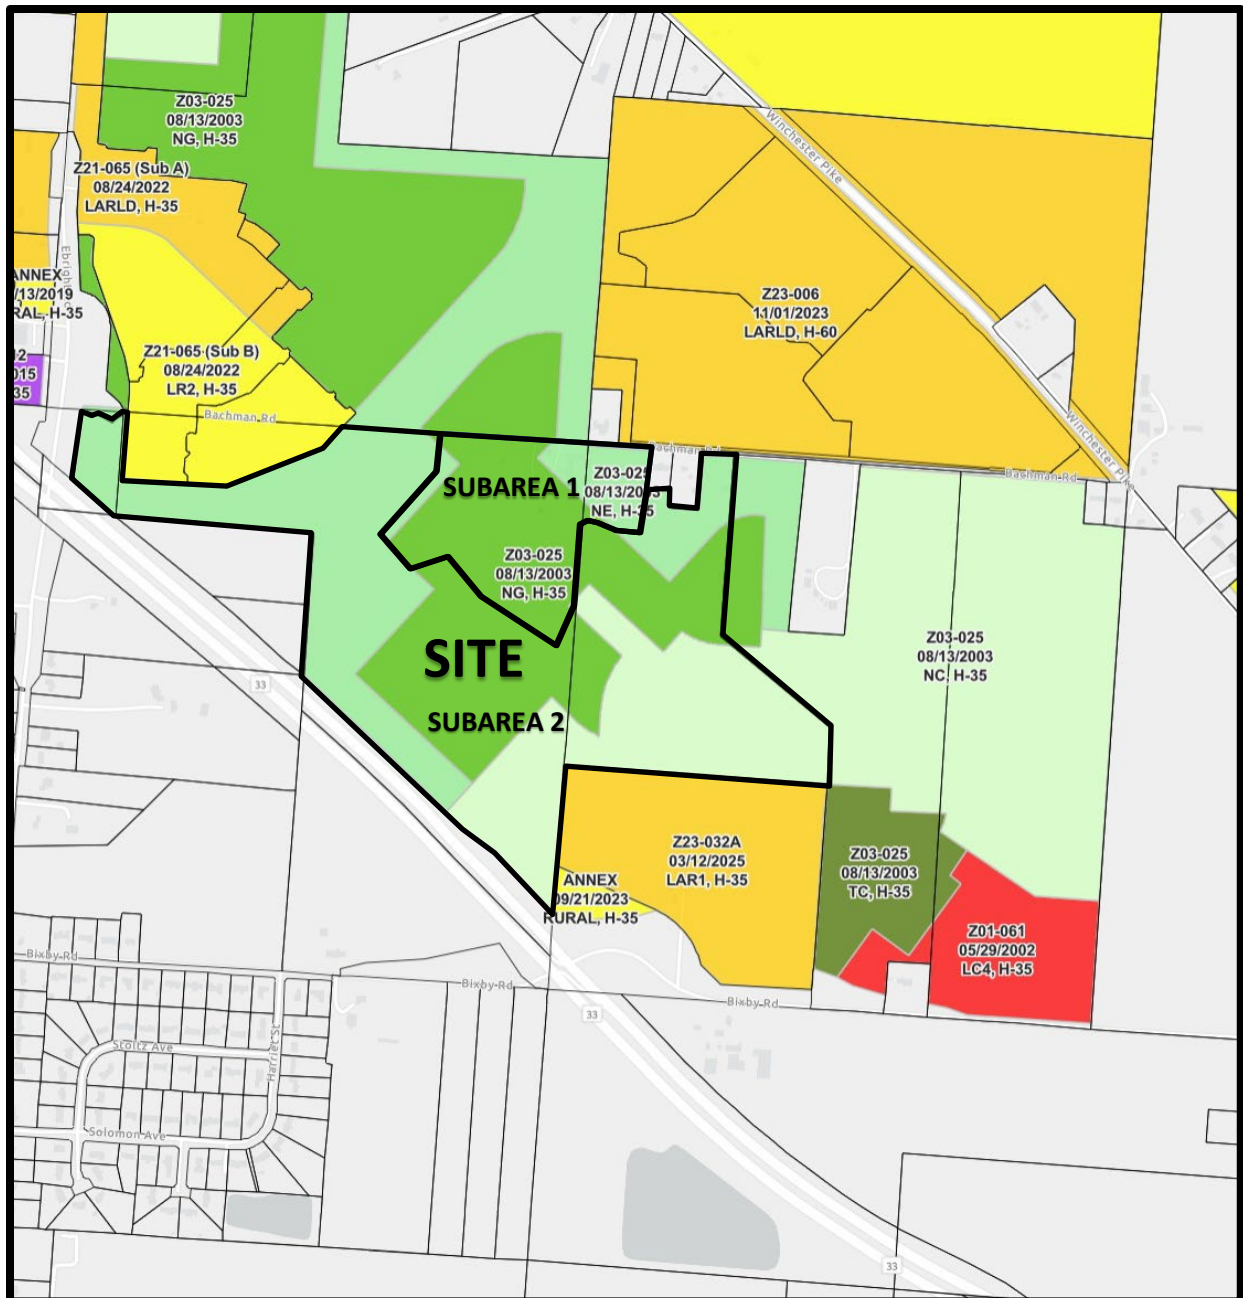 Z03-025
08/13/2003
NG, H-35
Winchester Pike
Z21-065 (Sub A)
08/24/2022
LARLD, H-35
ANNEX
/13/2019
RAL, H-35
Z23-006
11/01/2023
LARLD, H-60
Z21-065 (Sub B)
08/24/2022
LR2, H-35
12
015
35
Bachman Rd
Winchester Pike
Bachman Rd
SUBAREA 1
Z03-025
08/13/2003
NE, H-35
Z03-025
08/13/2003
NG, H-35
SITE
SUBAREA 2
Z03-025
08/13/2003
NC, H-35
33
Z23-032A
03/12/2025
LAR1, H-35
Z03-025
08/13/2003
TC, H-35
ANNEX
09/21/2023
RURAL, H-35
Z01-061
05/29/2002
LC4, H-35
Bixby Rd
Bixby Rd
Bixby Rd
33
Stoltz Ave
Harriet St
Solomon Ave
33